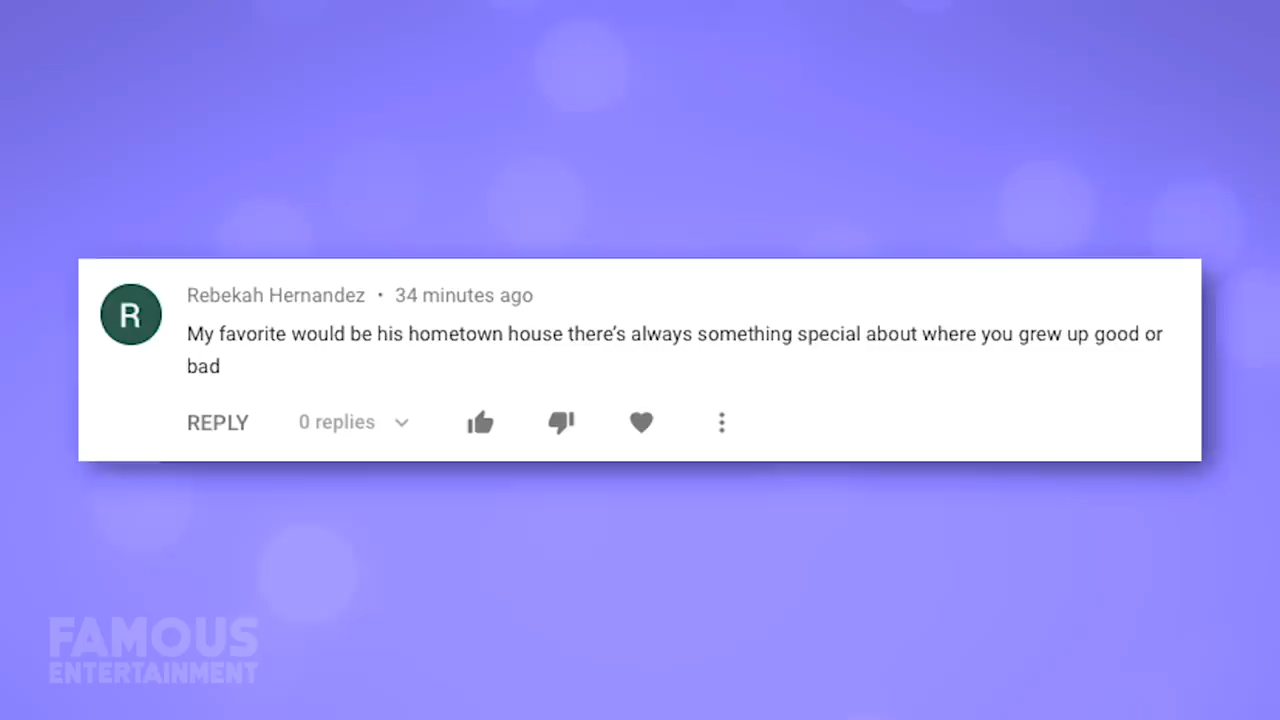 R
Rebekah Hernandez • 34 minutes ago
My favorite would be his hometown house there's always something special about where you grew up good or
bad
REPLY 0 replies
FAMOUS
ENTERTAINMENT